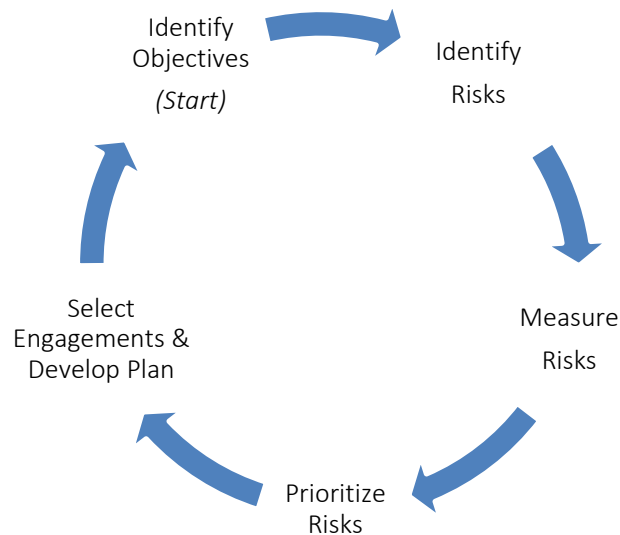 Identify
Objectives
(Start)
Identify
Risks
Measure
Risks
Prioritize
Risks
Select
Engagements &
Develop Plan